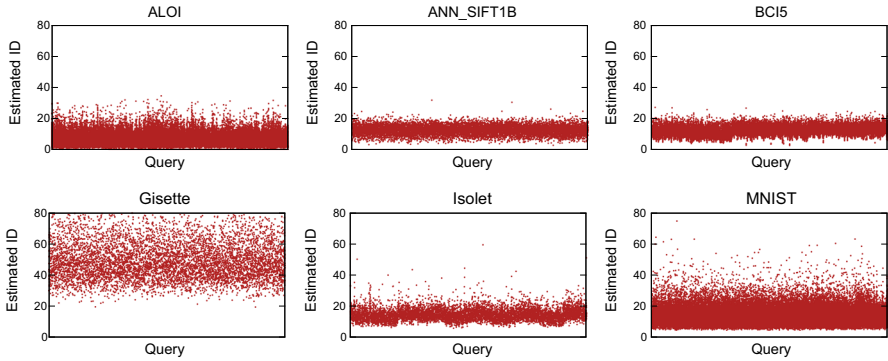 ALOI
Estimated ID
80
60
40
20
0
Query
ANN_SIFT1B
Estimated ID
80
60
40
20
0
Query
BCI5
Estimated ID
80
60
40
20
0
Query
Gisette
Estimated ID
80
60
40
20
0
Query
Isolet
Estimated ID
80
60
40
20
0
Query
MNIST
Estimated ID
80
60
40
20
0
Query